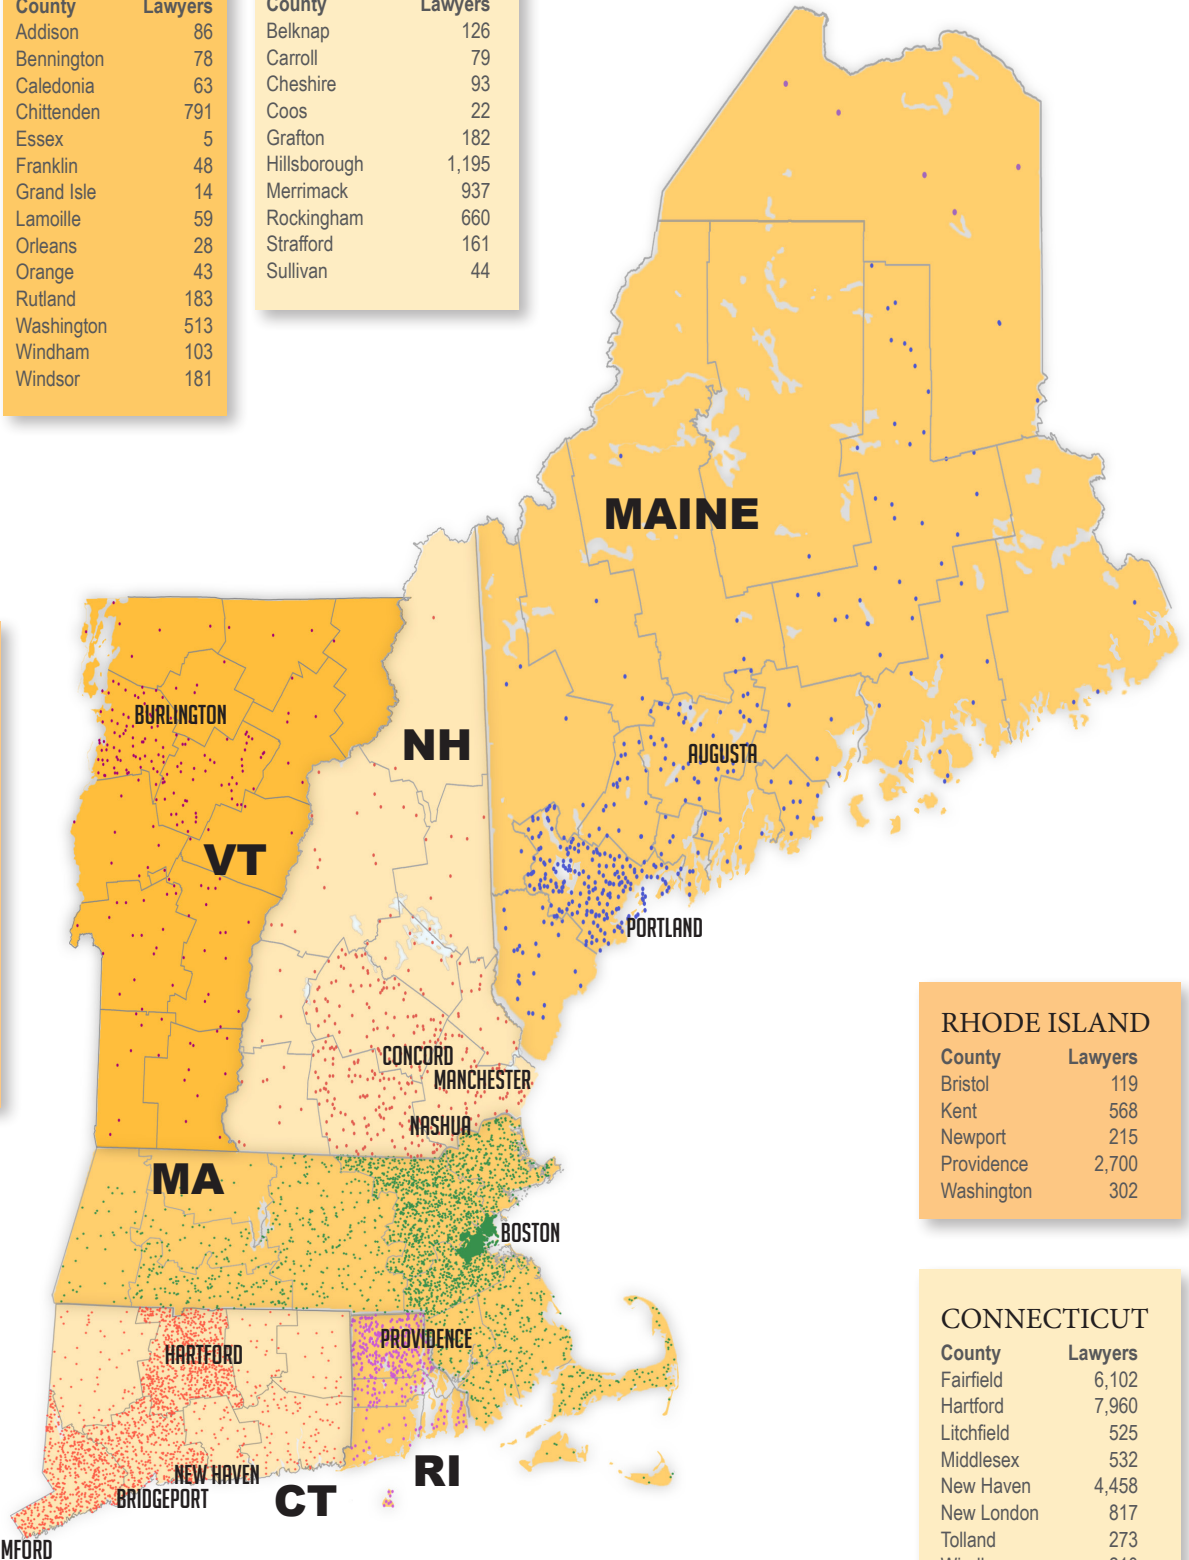 County Lawyers
Addison 86
Bennington 78
Caledonia 63
Chittenden 791
Essex 5
Franklin 48
Grand Isle 14
Lamoille 59
Orleans 28
Orange 43
Rutland 183
Washington 513
Windham 103
Windsor 181
County Lawyers
Belknap 126
Carroll 79
Cheshire 93
Coos 22
Grafton 182
Hillsborough 1,195
Merrimack 937
Rockingham 660
Strafford 161
Sullivan 44
MAINE
BURLINGTON
NH
AUGUSTA
VT
PORTLAND
CONCORD
MANCHESTER
NASHUA
MA
BOSTON
PROVIDENCE
HARTFORD
RI
NEW HAVEN
BRIDGEPORT
CT
MFORD
RHODE ISLAND
County Lawyers
Bristol 119
Kent 568
Newport 215
Providence 2,700
Washington 302
CONNECTICUT
County Lawyers
Fairfield 6,102
Hartford 7,960
Litchfield 525
Middlesex 532
New Haven 4,458
New London 817
Tolland 273